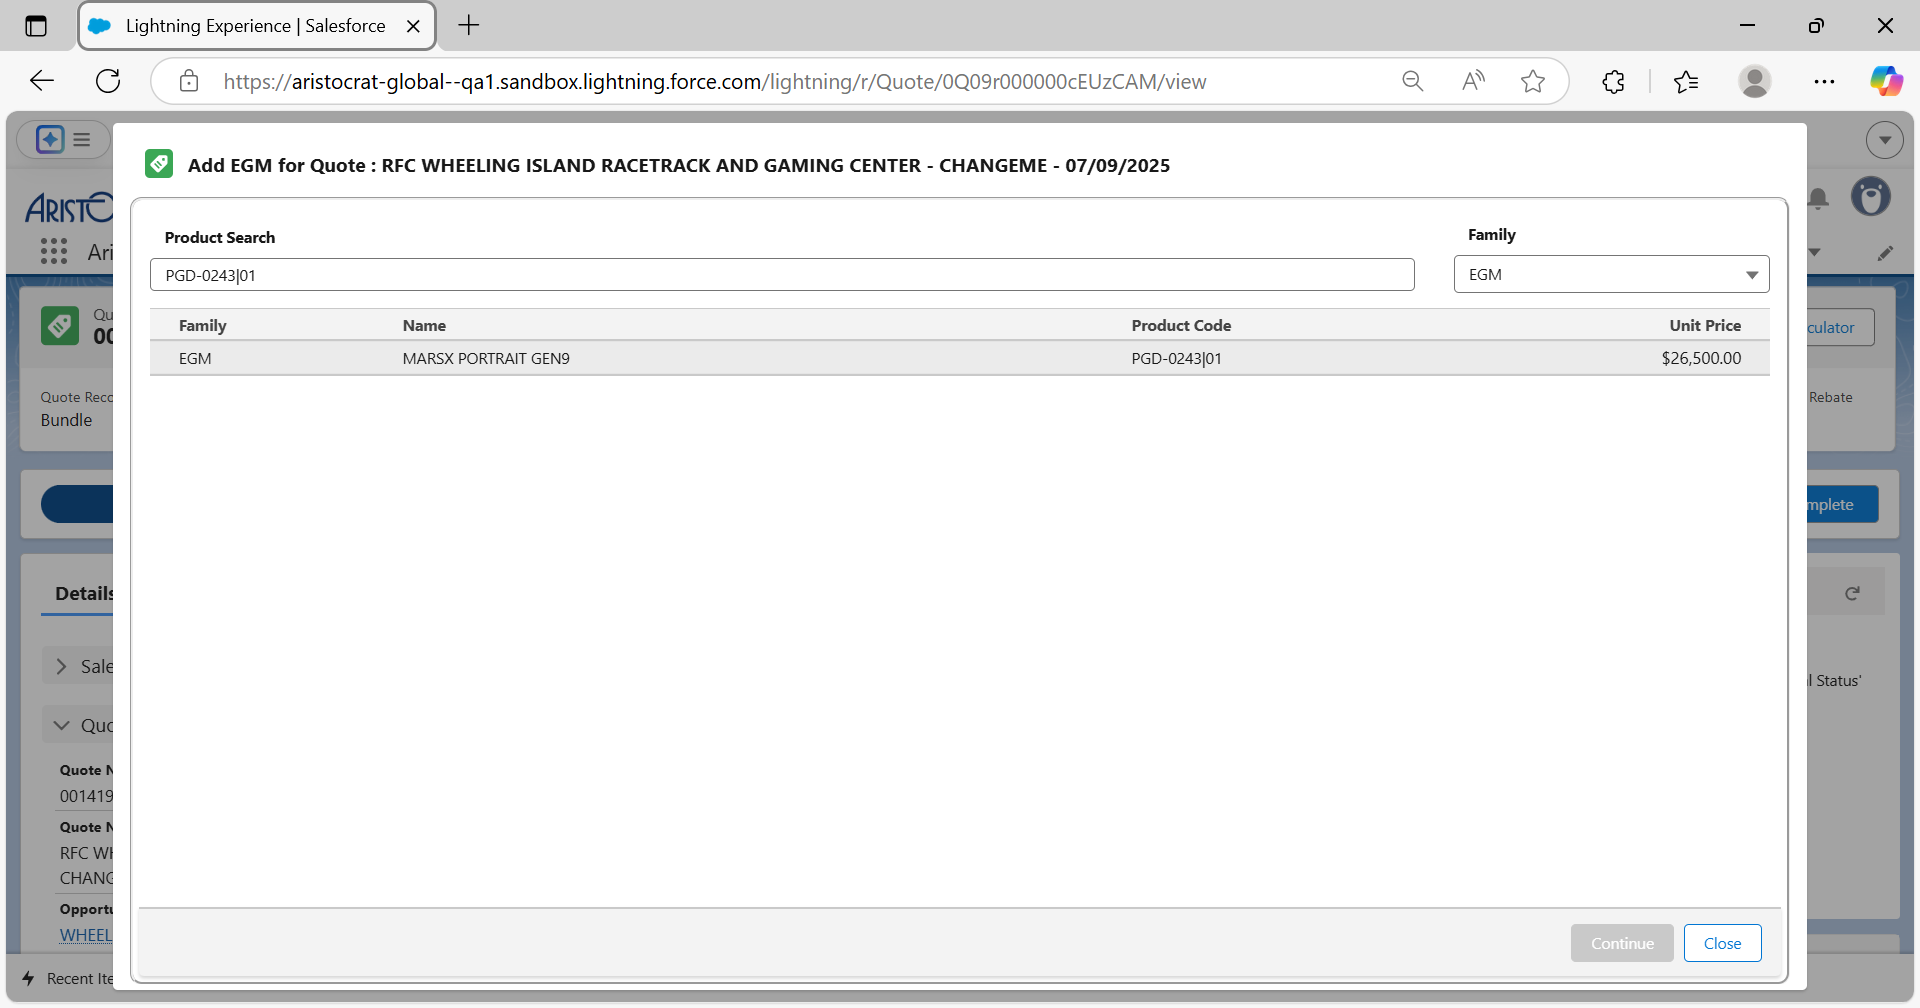 Lightning Experience | Salesforce
https://aristocrat-global--qa1.sandbox.lightning.force.com/lightning/r/Quote/0Q09r000000cEUzCAM/view
Add EGM for Quote : RFC WHEELING ISLAND RACETRACK AND GAMING CENTER - CHANGEME - 07/09/2025
Product Search
Family
PGD-0243|01
EGM
Family Name Product Code Unit Price
EGM MARSX PORTRAIT GEN9 PGD-0243|01 $26,500.00
ARISTO
Ari
Qu
00
culator
Quote Reco
Rebate
Bundle
mplete
Details
Sale
l Status'
Quo
Quote N
001419
Quote N
RFC WH
CHANG
Opportu
WHEEL
Continue
Close
Recent Ite